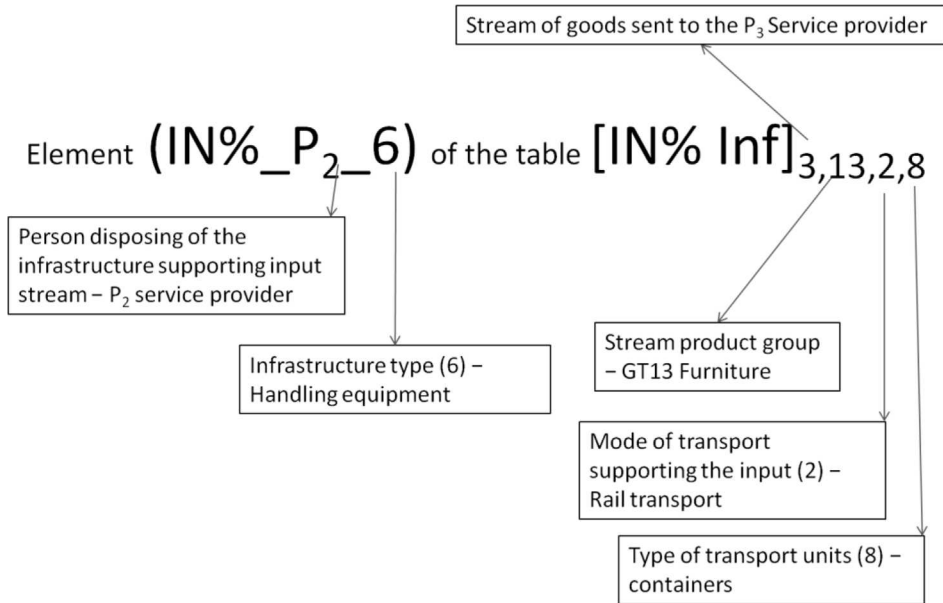 Stream of goods sent to the P₃ Service provider
Element (IN%_P₂_6) of the table [IN% Inf]₃,₁₃,₂,₈
Person disposing of the
infrastructure supporting input
stream – P₂ service provider
Infrastructure type (6) –
Handling equipment
Stream product group
– GT13 Furniture
Mode of transport
supporting the input (2) –
Rail transport
Type of transport units (8) –
containers